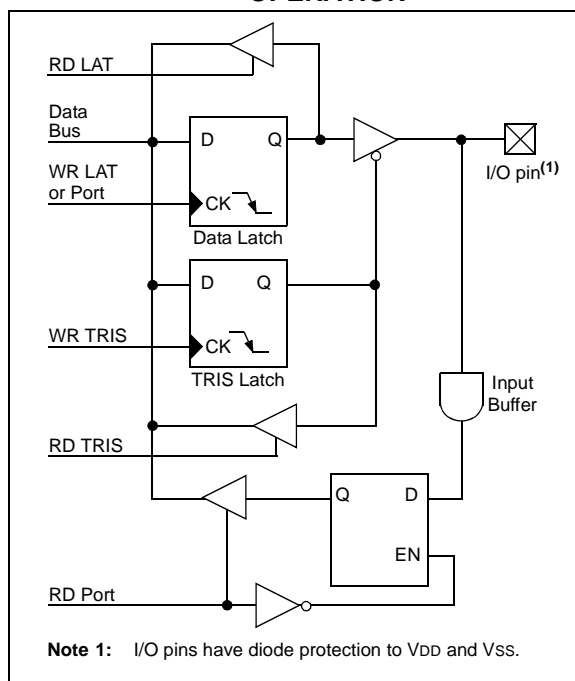 OPERATION
RD LAT
Data
Bus
D Q
WR LAT
or Port
CK
Data Latch
I/O pin(1)
D Q
WR TRIS
CK
TRIS Latch
Input
Buffer
RD TRIS
Q D
EN
RD Port
Note 1: I/O pins have diode protection to VDD and VSS.